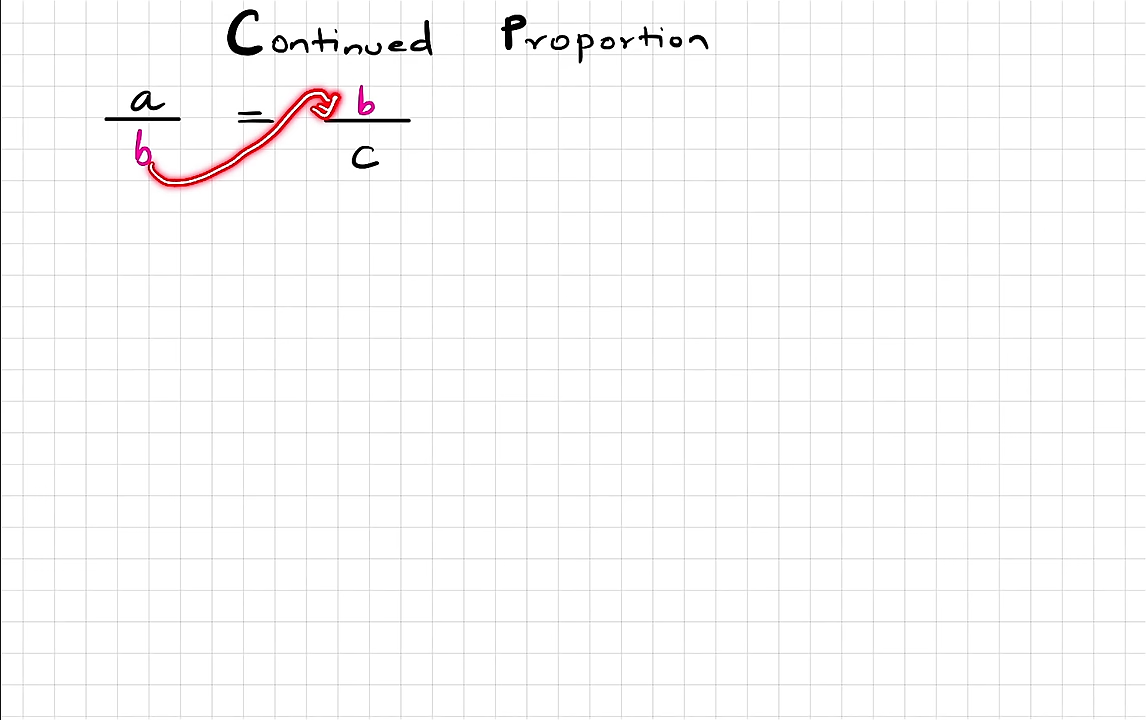 Continued Proportion
a/b = b/c